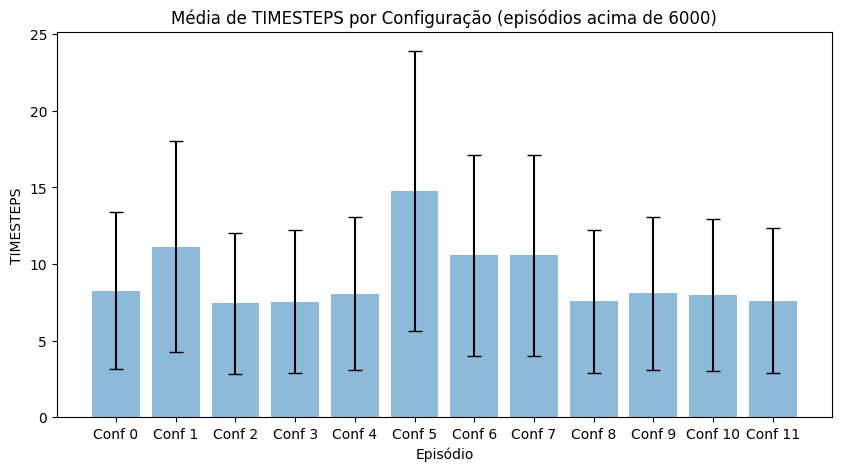 Média de TIMESTEPS por Configuração (episódios acima de 6000)
TIMESTEPS
25
20
15
10
5
0
Conf 0 Conf 1 Conf 2 Conf 3 Conf 4 Conf 5 Conf 6 Conf 7 Conf 8 Conf 9 Conf 10 Conf 11
Episódio